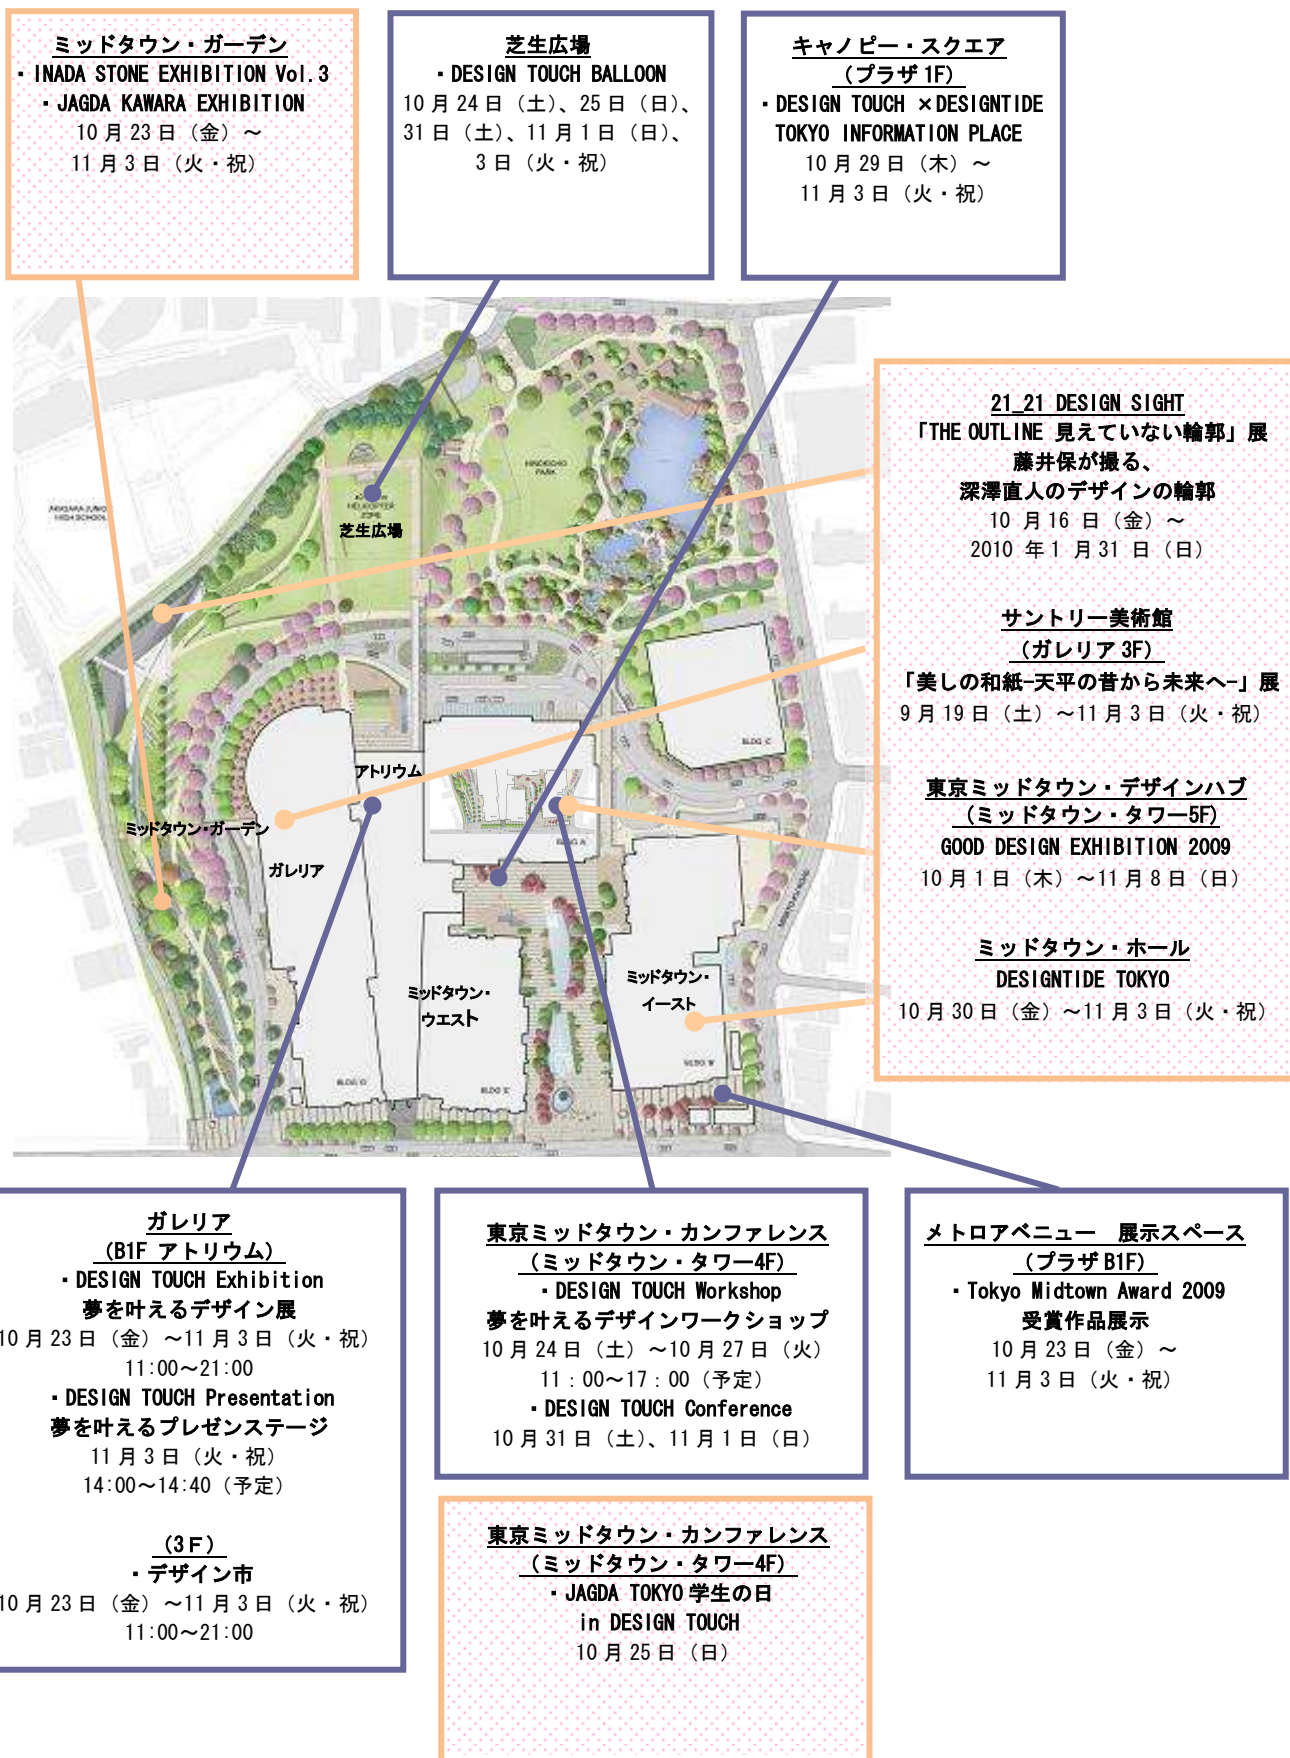 ミッドタウン・ガーデン
・INADA STONE EXHIBITION Vol.3
・JAGDA KAWARA EXHIBITION
10月23日（金）～
11月3日（火・祝）
芝生広場
・DESIGN TOUCH BALLOON
10月24日（土）、25日（日）、
31日（土）、11月1日（日）、
3日（火・祝）
キャノピー・スクエア
（プラザ1F）
・DESIGN TOUCH ×DESIGNTIDE
TOKYO INFORMATION PLACE
10月29日（木）～
11月3日（火・祝）
21_21 DESIGN SIGHT
「THE OUTLINE 見えていない輪郭」展
藤井保が撮る、
深澤直人のデザインの輪郭
10 月16 日（金）～
2010 年1 月31 日（日）
サントリー美術館
（ガレリア3F）
「美しの和紙-天平の昔から未来へ-」展
9月19日（土）～11月3日（火・祝）
東京ミッドタウン・デザインハブ
（ミッドタウン・タワー5F）
GOOD DESIGN EXHIBITION 2009
10月1日（木）～11月8日（日）
ミッドタウン・ホール
DESIGNTIDE TOKYO
10月30日（金）～11月3日（火・祝）
HINOKICHO
PARK
HELICOPTER
ZONE
芝生広場
AKASAKA JUNIOR
HIGH SCHOOL
BLDG C
アトリウム
ミッドタウン・ガーデン
BLDG A
ガレリア
ミッドタウン・
ウエスト
ミッドタウン・
イースト
BLDG B
BLDG D
BLDG E
ガレリア
（B1F アトリウム）
・DESIGN TOUCH Exhibition
夢を叶えるデザイン展
10月23日（金）～11月3日（火・祝）
11:00～21:00
・DESIGN TOUCH Presentation
夢を叶えるプレゼンステージ
11月3日（火・祝）
14:00～14:40（予定）
（3F）
・デザイン市
10月23日（金）～11月3日（火・祝）
11:00～21:00
東京ミッドタウン・カンファレンス
（ミッドタウン・タワー4F）
・DESIGN TOUCH Workshop
夢を叶えるデザインワークショップ
10月24日（土）～10月27日（火）
11：00～17：00（予定）
・DESIGN TOUCH Conference
10月31日（土）、11月1日（日）
メトロアベニュー　展示スペース
（プラザB1F）
・Tokyo Midtown Award 2009
受賞作品展示
10月23日（金）～
11月3日（火・祝）
東京ミッドタウン・カンファレンス
（ミッドタウン・タワー4F）
・JAGDA TOKYO 学生の日
in DESIGN TOUCH
10月25日（日）